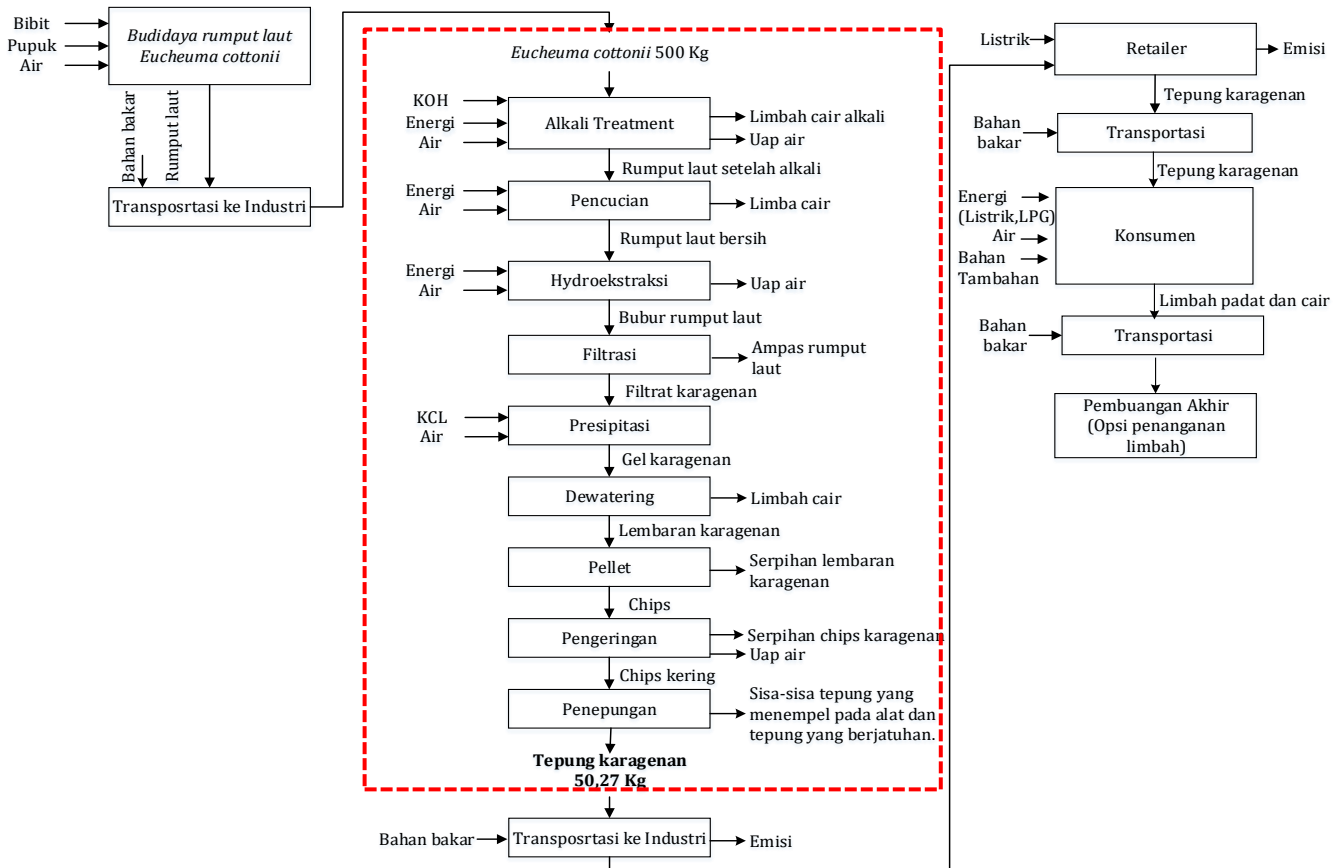 Bibit
Pupuk
Air
Budidaya rumput laut
Eucheuma cottonii
Bahan bakar
Rumput laut
Transposrtasi ke Industri
Eucheuma cottonii 500 Kg
KOH
Energi
Air
Alkali Treatment
Limbah cair alkali
Uap air
Rumput laut setelah alkali
Energi
Air
Pencucian
Limba cair
Rumput laut bersih
Energi
Air
Hydroekstraksi
Uap air
Bubur rumput laut
Filtrasi
Ampas rumput
laut
Filtrat karagenan
KCL
Air
Presipitasi
Gel karagenan
Dewatering
Limbah cair
Lembaran karagenan
Pellet
Serpihan lembaran
karagenan
Chips
Pengeringan
Serpihan chips karagenan
Uap air
Chips kering
Penepungan
Sisa-sisa tepung yang
menempel pada alat dan
tepung yang berjatuhan.
Tepung karagenan
50,27 Kg
Bahan bakar
Transposrtasi ke Industri
Emisi
Listrik
Retailer
Emisi
Tepung karagenan
Bahan
bakar
Transportasi
Tepung karagenan
Energi
(Listrik,LPG)
Air
Bahan
Tambahan
Konsumen
Limbah padat dan cair
Bahan
bakar
Transportasi
Pembuangan Akhir
(Opsi penanganan
limbah)